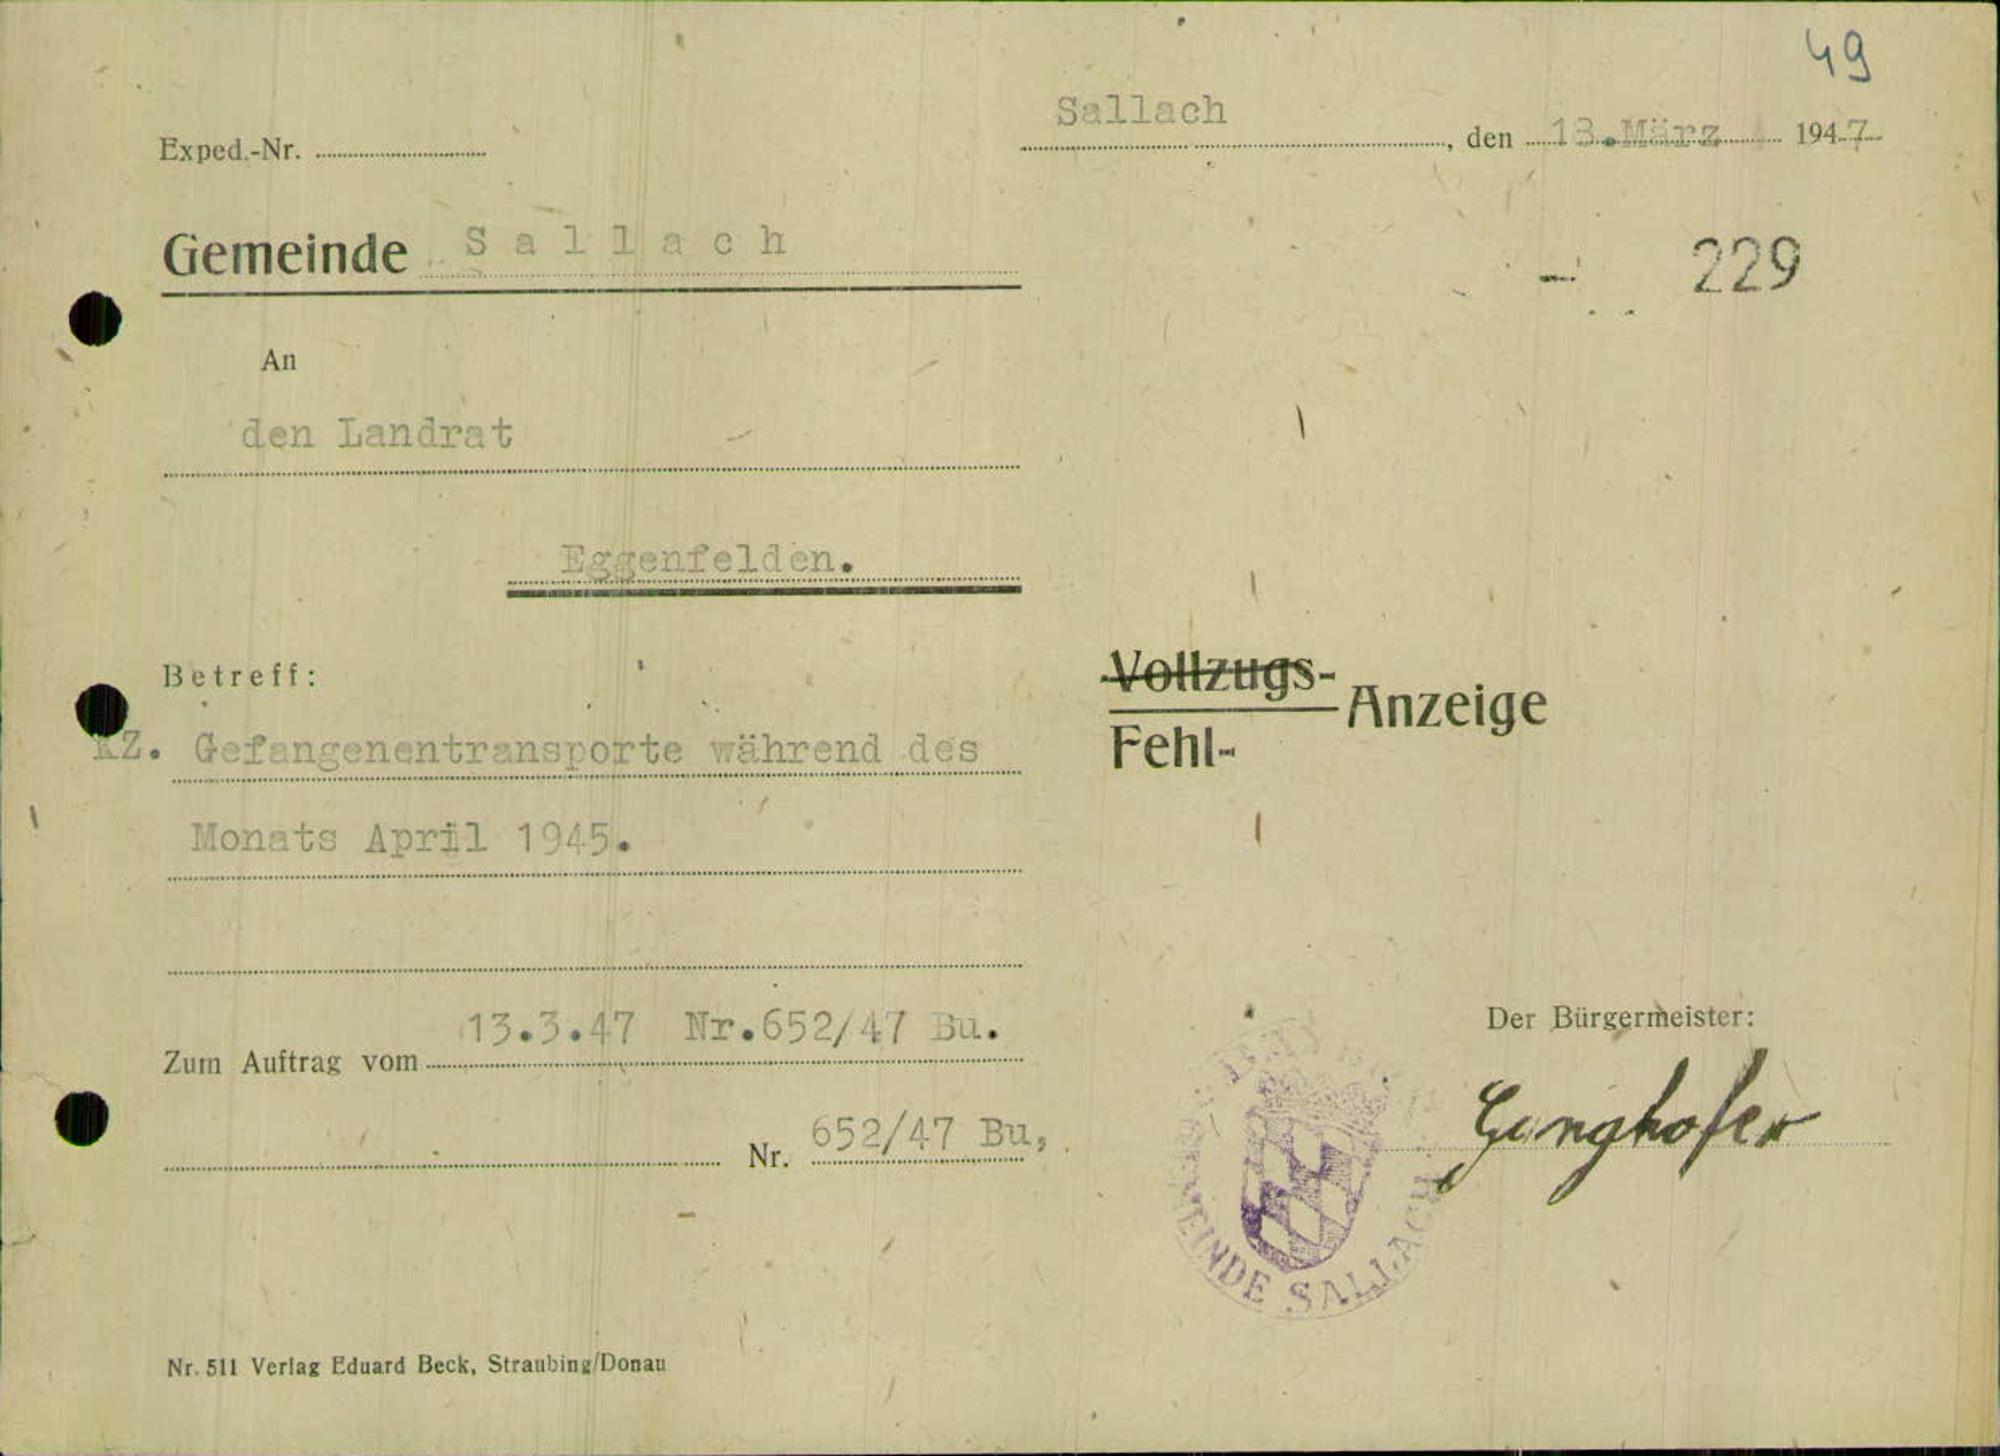 49
Sallach, den 18.März 1947
Exped.-Nr.
Gemeinde Sallach
229
An
den Landrat
Eggenfelden.
Betreff:
KZ. Gefangenentransporte während des
Monats April 1945.
Vollzugs-
Fehl-
Anzeige
Zum Auftrag vom 13.3.47 Nr.652/47 Bu.
Nr. 652/47 Bu,
Der Bürgermeister:
GEMEINDE SALLACH
Nr. 511 Verlag Eduard Beck, Straubing/Donau